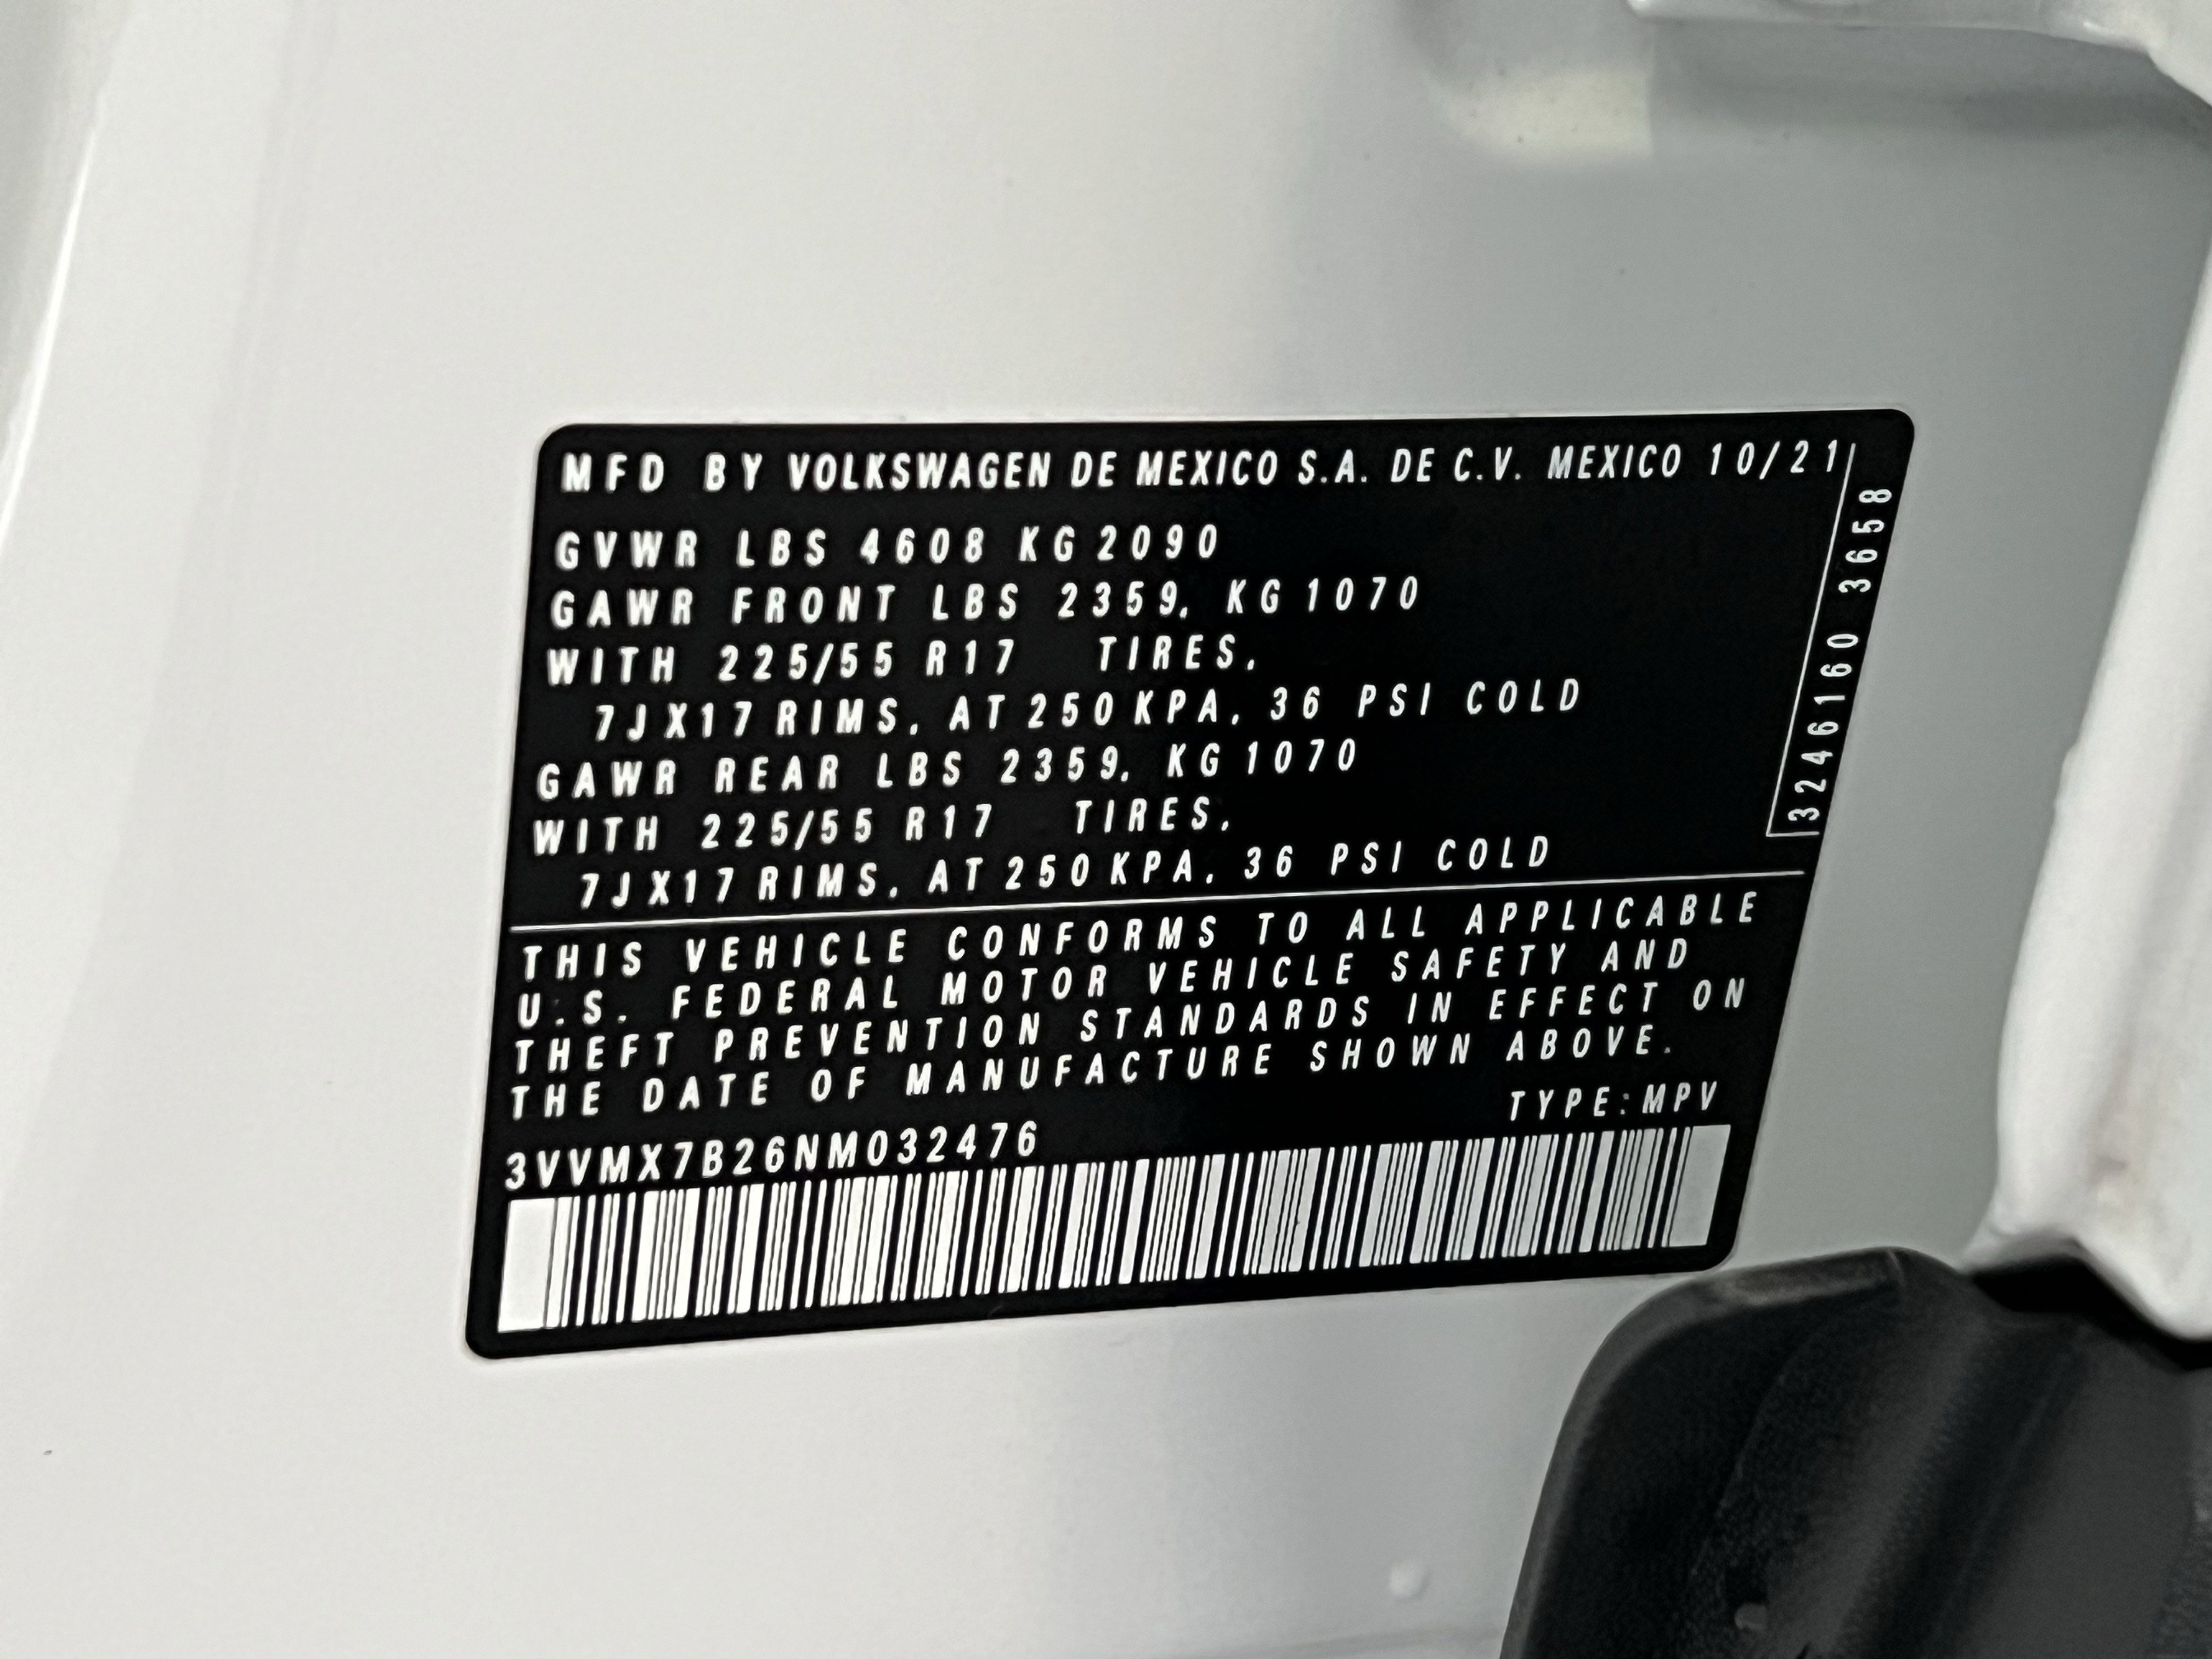 MFD BY VOLKSWAGEN DE MEXICO S.A. DE C.V. MEXICO 10/21
GVWR LBS 4608 KG 2090
GAWR FRONT LBS 2359, KG 1070
WITH 225/55 R17 TIRES,
7JX17 RIMS, AT 250 KPA, 36 PSI COLD
GAWR REAR LBS 2359, KG 1070
WITH 225/55 R17 TIRES,
7JX17 RIMS, AT 250 KPA, 36 PSI COLD
3246160 3658
THIS VEHICLE CONFORMS TO ALL APPLICABLE
U.S. FEDERAL MOTOR VEHICLE SAFETY AND
THEFT PREVENTION STANDARDS IN EFFECT ON
THE DATE OF MANUFACTURE SHOWN ABOVE.
TYPE:MPV
3VVMX7B26NM032476